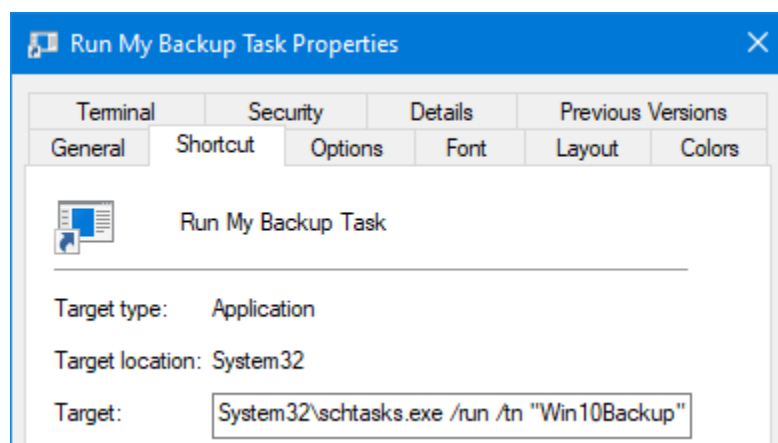 Run My Backup Task Properties
Terminal Security Details Previous Versions
General Shortcut Options Font Layout Colors
Run My Backup Task
Target type: Application
Target location: System32
Target: System32\schtasks.exe /run /tn "Win10Backup"